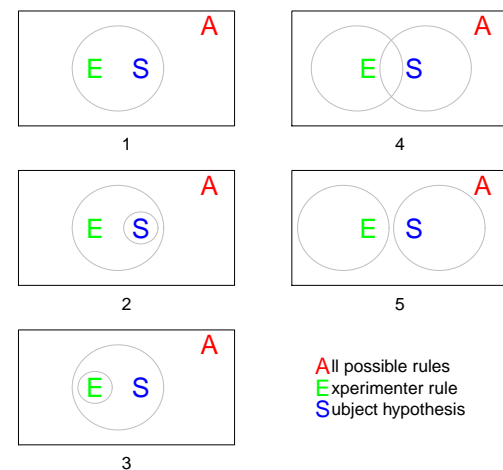 A
E S
1
A
E S
2
A
E S
3
A
E S
4
A
E S
5
All possible rules
Experimenter rule
Subject hypothesis